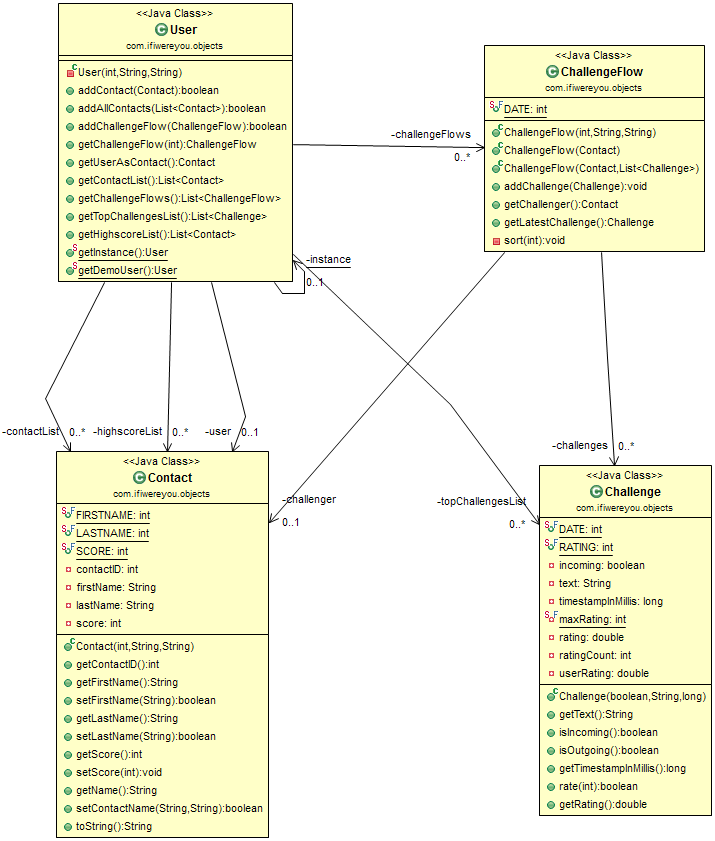 <<Java Class>>
User
com.ifiwereyou.objects
User(int,String,String)
addContact(Contact):boolean
addAllContacts(List<Contact>):boolean
addChallengeFlow(ChallengeFlow):boolean
getChallengeFlow(int):ChallengeFlow
getUserAsContact():Contact
getContactList():List<Contact>
getChallengeFlows():List<ChallengeFlow>
getTopChallengesList():List<Challenge>
getHighscoreList():List<Contact>
getInstance():User
getDemoUser():User
-challengeFlows
0..*
<<Java Class>>
ChallengeFlow
com.ifiwereyou.objects
DATE: int
ChallengeFlow(int,String,String)
ChallengeFlow(Contact)
ChallengeFlow(Contact,List<Challenge>)
addChallenge(Challenge):void
getChallenger():Contact
getLatestChallenge():Challenge
sort(int):void
-instance
0..1
-contactList
0..*
-highscoreList
0..*
-user
0..1
-challenges
0..*
<<Java Class>>
Contact
com.ifiwereyou.objects
FIRSTNAME: int
LASTNAME: int
SCORE: int
contactID: int
firstName: String
lastName: String
score: int
Contact(int,String,String)
getContactID():int
getFirstName():String
setFirstName(String):boolean
getLastName():String
setLastName(String):boolean
getScore():int
setScore(int):void
getName():String
setContactName(String,String):boolean
toString():String
-challenger
0..1
-topChallengesList
0..*
<<Java Class>>
Challenge
com.ifiwereyou.objects
DATE: int
RATING: int
incoming: boolean
text: String
timestampInMillis: long
maxRating: int
rating: double
ratingCount: int
userRating: double
Challenge(boolean,String,long)
getText():String
isIncoming():boolean
isOutgoing():boolean
getTimestampInMillis():long
rate(int):boolean
getRating():double